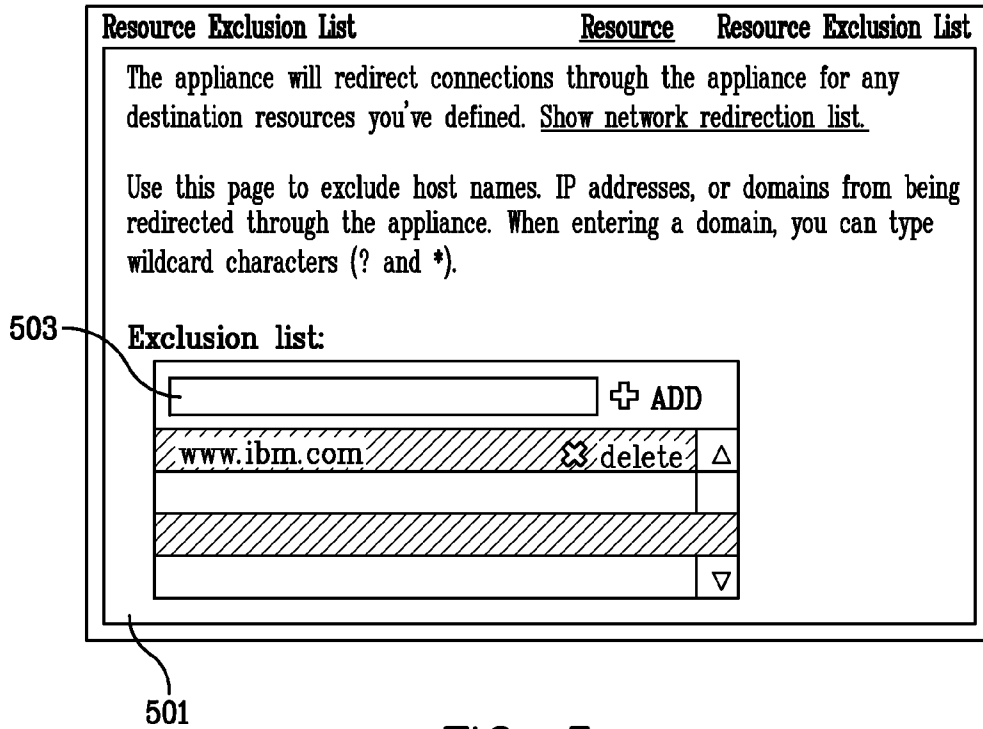 Resource Exclusion List Resource Resource Exclusion List
The appliance will redirect connections through the appliance for any
destination resources you've defined. Show network redirection list.
Use this page to exclude host names. IP addresses, or domains from being
redirected through the appliance. When entering a domain, you can type
wildcard characters (? and *).
503
Exclusion list:
ADD
www.ibm.com delete
501